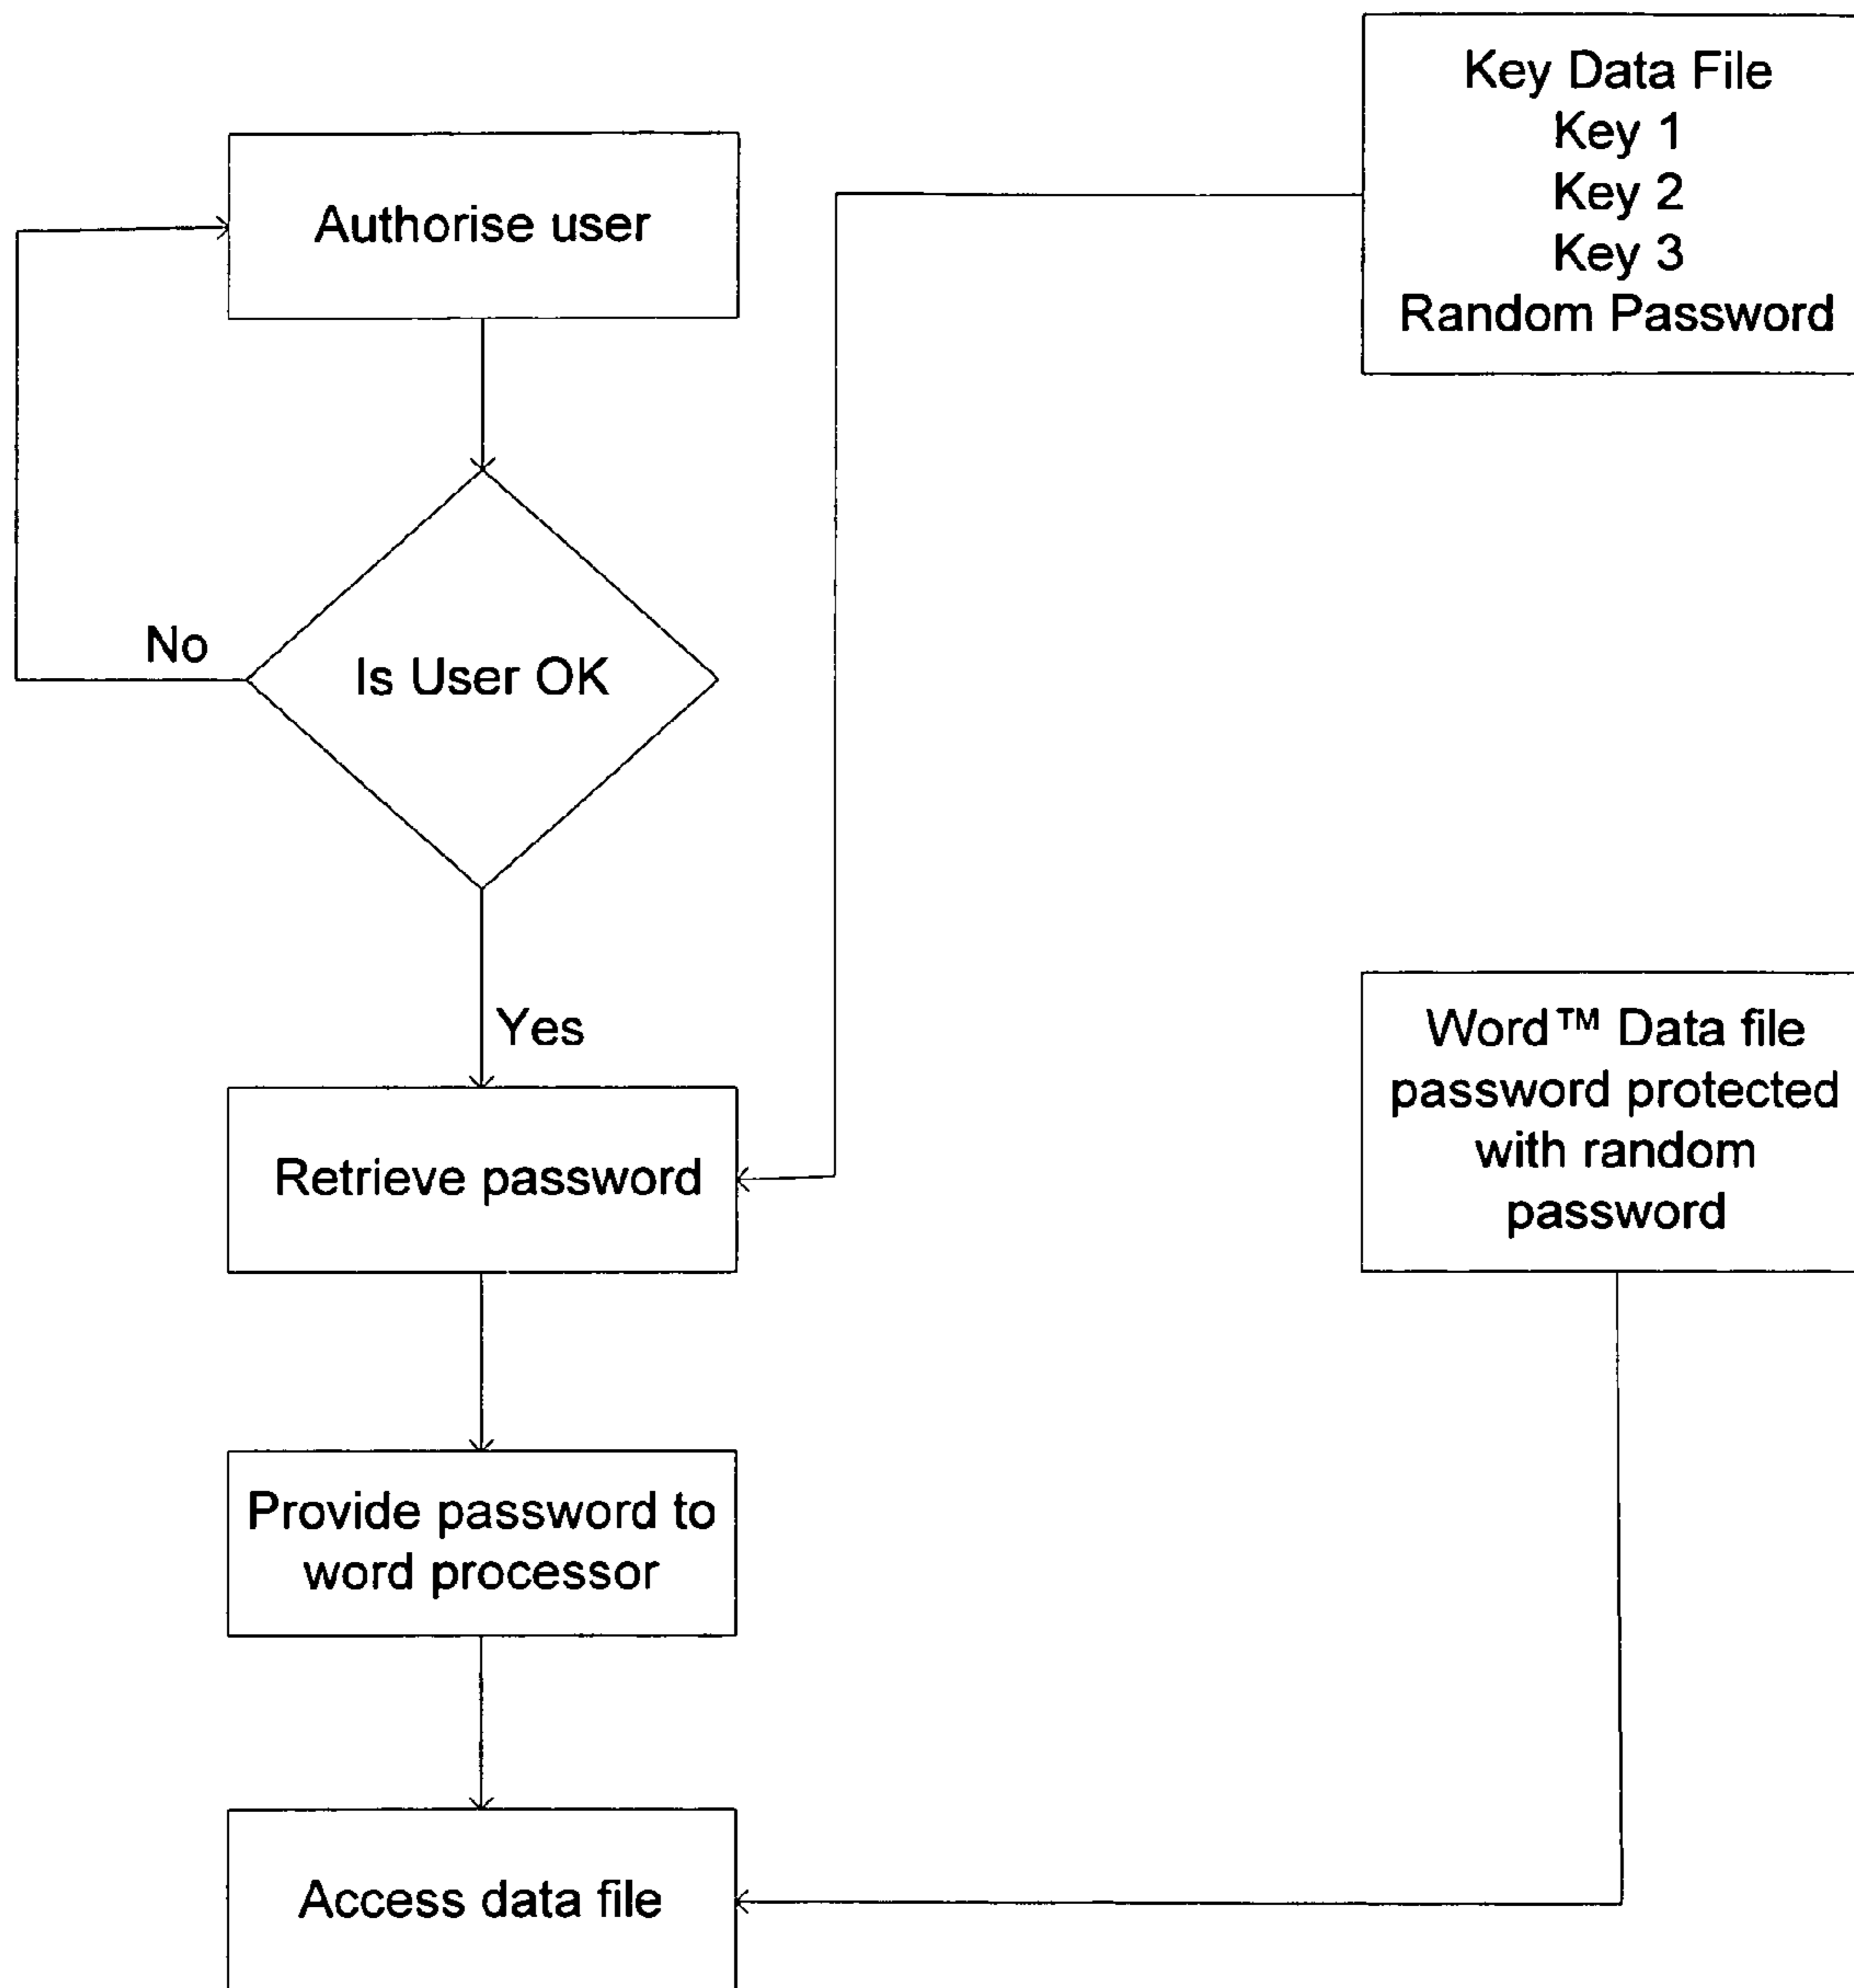 Key Data File
Key 1
Key 2
Key 3
Random Password
Authorise user
No
Is User OK
Yes
Retrieve password
Word™ Data file
password protected
with random
password
Provide password to
word processor
Access data file